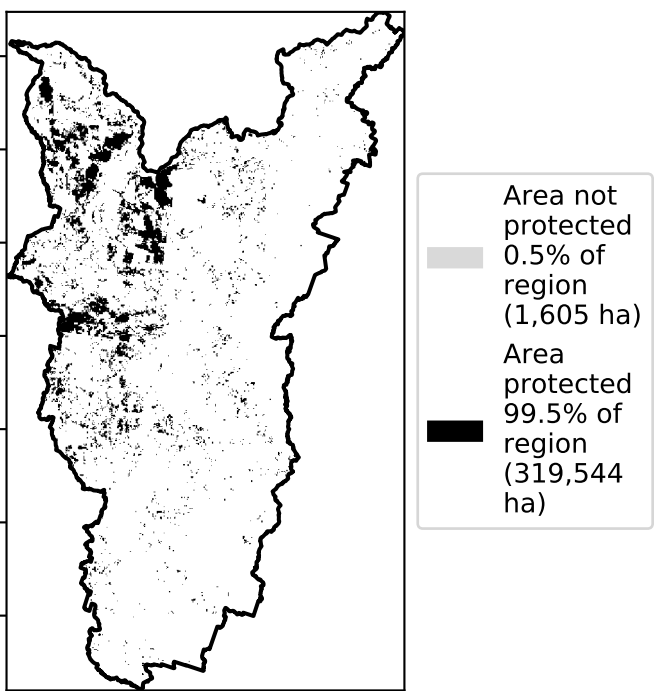 Area not
protected
0.5% of
region
(1,605 ha)
Area
protected
99.5% of
region
(319,544
ha)